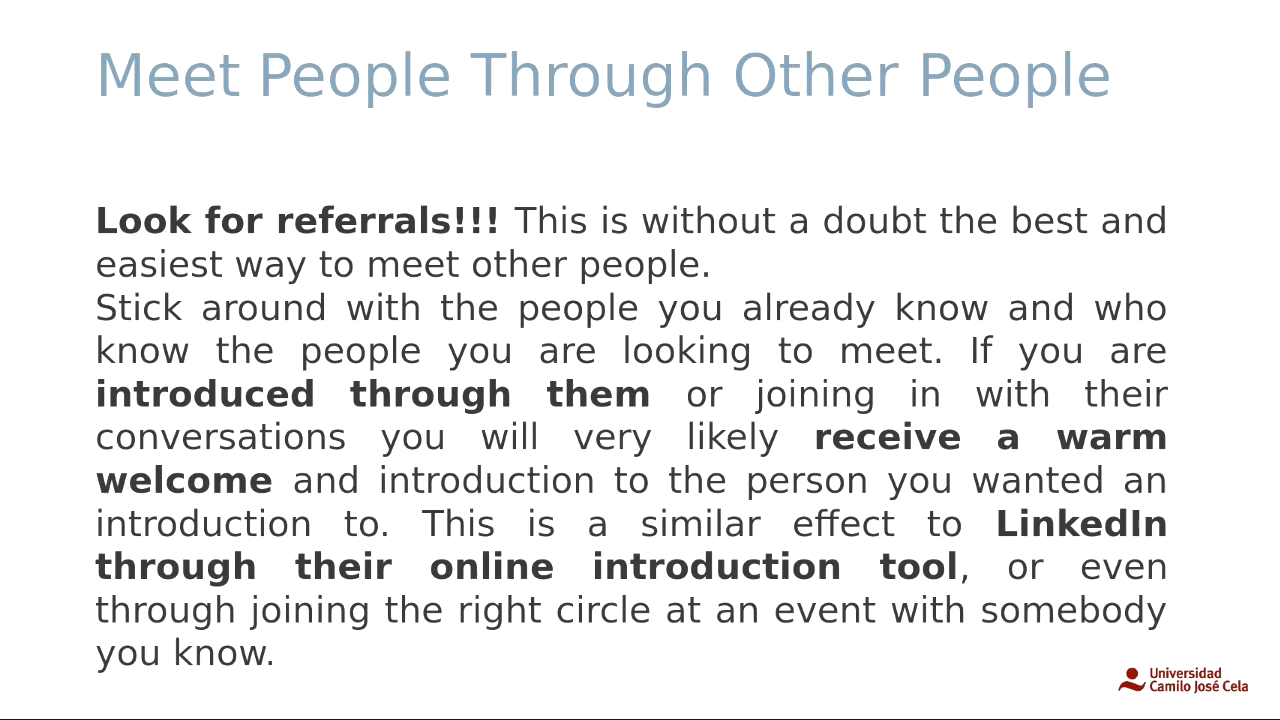 Meet People Through Other People
Look for referrals!!! This is without a doubt the best and
easiest way to meet other people.
Stick around with the people you already know and who
know the people you are looking to meet. If you are
introduced through them or joining in with their
conversations you will very likely receive a warm
welcome and introduction to the person you wanted an
introduction to. This is a similar effect to LinkedIn
through their online introduction tool, or even
through joining the right circle at an event with somebody
you know.
Universidad
Camilo José Cela